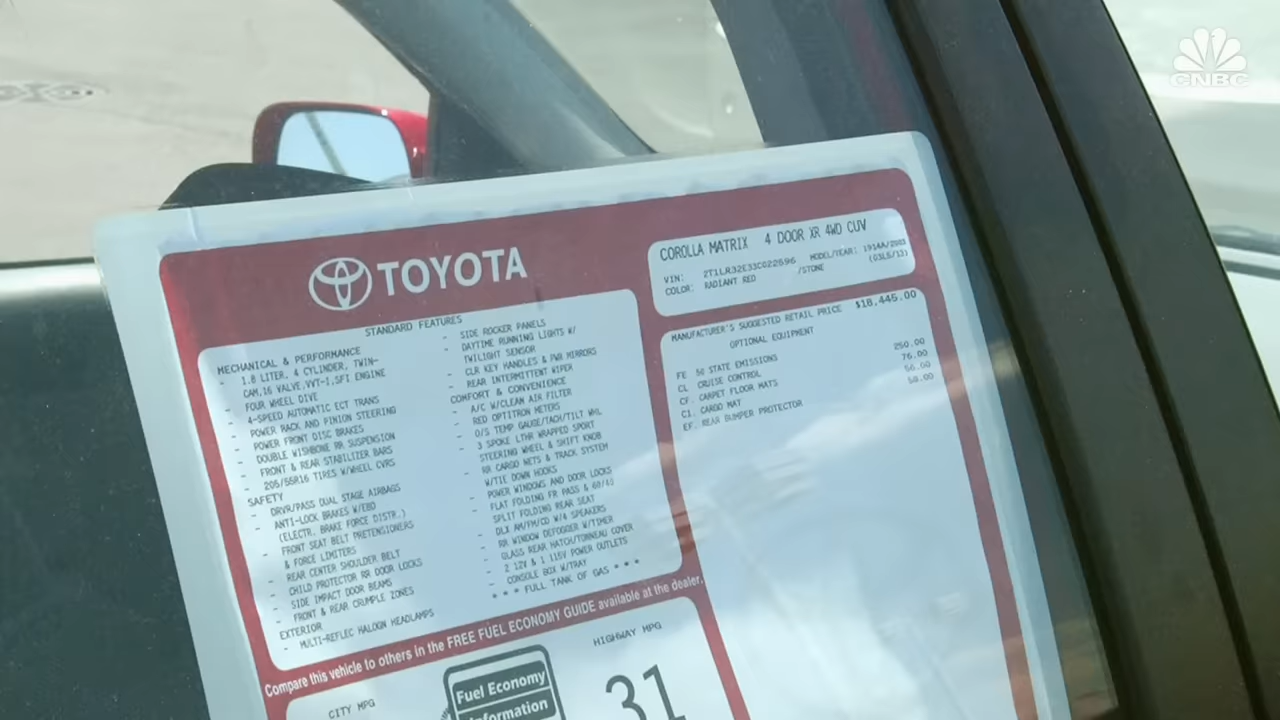 CNBC
TOYOTA
COROLLA MATRIX 4 DOOR XR 4WD CUV
VIN: 2T1LR32E33C022696 MODEL/YEAR: 1914A/2003
COLOR: RADIANT RED /STONE (03L5/13)
STANDARD FEATURES
MECHANICAL & PERFORMANCE
- 1.8 LITER, 4 CYLINDER, TWIN-
CAM,16 VALVE,VVT-I,SFI ENGINE
- FOUR WHEEL DIVE
- 4-SPEED AUTOMATIC ECT TRANS
- POWER RACK AND PINION STEERING
- POWER FRONT DISC BRAKES
- DOUBLE WISHBONE RR SUSPENSION
- FRONT & REAR STABILIZER BARS
- 205/55R16 TIRES W/WHEEL CVRS
SAFETY
- DRVR/PASS DUAL STAGE AIRBAGS
- ANTI-LOCK BRAKES W/EBD
(ELECTR. BRAKE FORCE DISTR.)
- FRONT SEAT BELT PRETENSIONERS
& FORCE LIMITERS
- REAR CENTER SHOULDER BELT
- CHILD PROTECTOR RR DOOR LOCKS
- SIDE IMPACT DOOR BEAMS
- FRONT & REAR CRUMPLE ZONES
EXTERIOR
- MULTI-REFLEC HALOGN HEADLAMPS
- SIDE ROCKER PANELS
- DAYTIME RUNNING LIGHTS W/
TWILIGHT SENSOR
- CLR KEY HANDLES & PWR MIRRORS
- REAR INTERMITTENT WIPER
COMFORT & CONVENIENCE
- A/C W/CLEAN AIR FILTER
- RED OPTITRON METERS
- O/S TEMP GAUGE/TACH/TILT WHL
- 3 SPOKE LTHR WRAPPED SPORT
STEERING WHEEL & SHIFT KNOB
- RR CARGO NETS & TRACK SYSTEM
W/TIE DOWN HOOKS
- POWER WINDOWS AND DOOR LOCKS
- FLAT FOLDING FR PASS & 60/40
SPLIT FOLDING REAR SEAT
- DLX AM/FM/CD W/4 SPEAKERS
- RR WINDOW DEFOGGER W/TIMER
- GLASS REAR HATCH/TONNEAU COVER
- 2 12V & 1 115V POWER OUTLETS
- CONSOLE BOX W/TRAY
* * * FULL TANK OF GAS * * *
MANUFACTURER'S SUGGESTED RETAIL PRICE $18,445.00
OPTIONAL EQUIPMENT
FE 50 STATE EMISSIONS
CL CRUISE CONTROL 250.00
CF. CARPET FLOOR MATS 76.00
C1. CARGO MAT 56.00
EF. REAR BUMPER PROTECTOR 50.00
Compare this vehicle to others in the FREE FUEL ECONOMY GUIDE available at the dealer.
CITY MPG
Fuel Economy
Information
HIGHWAY MPG
31